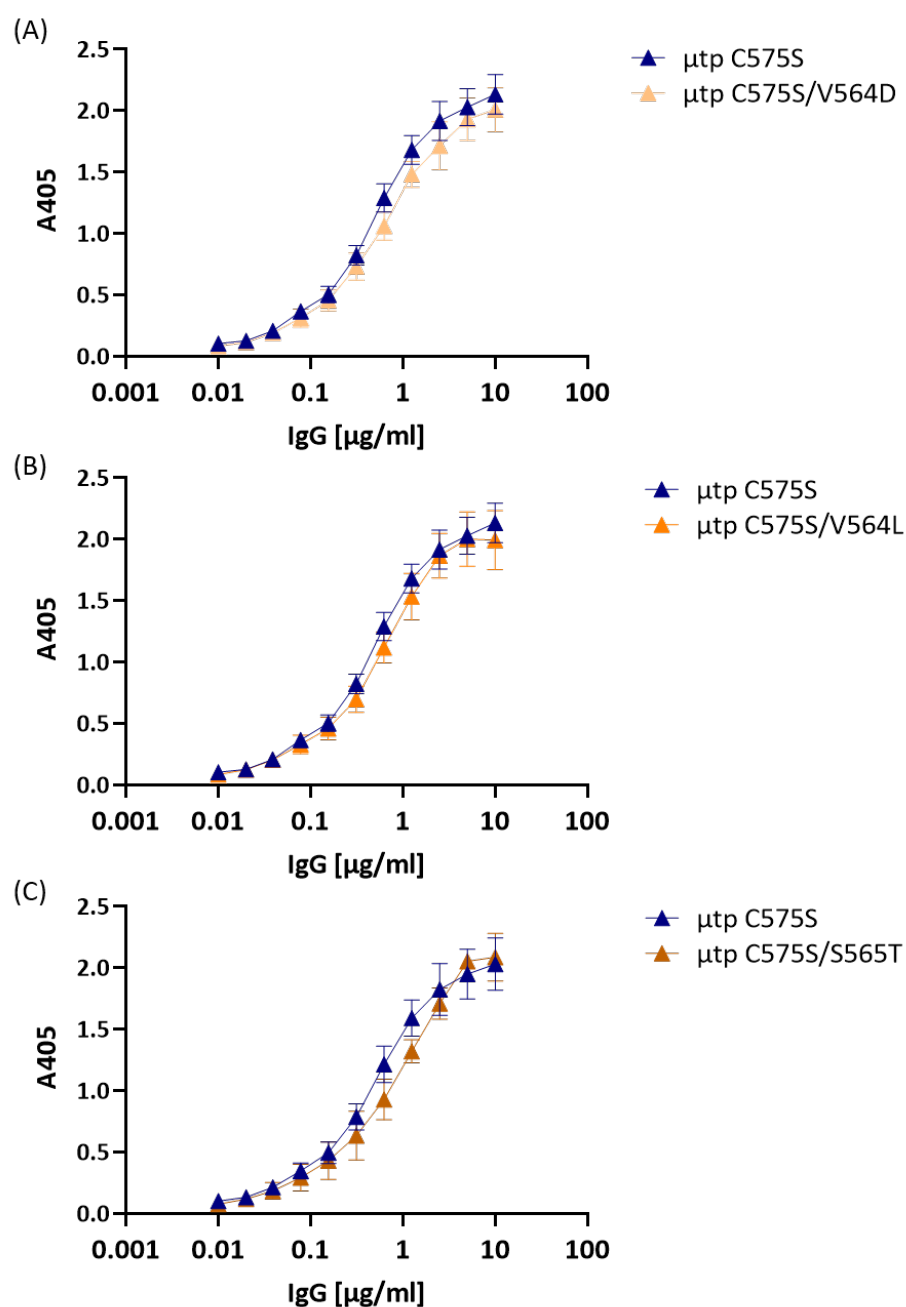 (A)
2.5
2.0
1.5
1.0
0.5
0.0
A405
0.001 0.01 0.1 1 10 100
IgG [µg/ml]
µtp C575S
µtp C575S/V564D
(B)
2.5
2.0
1.5
1.0
0.5
0.0
A405
0.001 0.01 0.1 1 10 100
IgG [µg/ml]
µtp C575S
µtp C575S/V564L
(C)
2.5
2.0
1.5
1.0
0.5
0.0
A405
0.001 0.01 0.1 1 10 100
IgG [µg/ml]
µtp C575S
µtp C575S/S565T